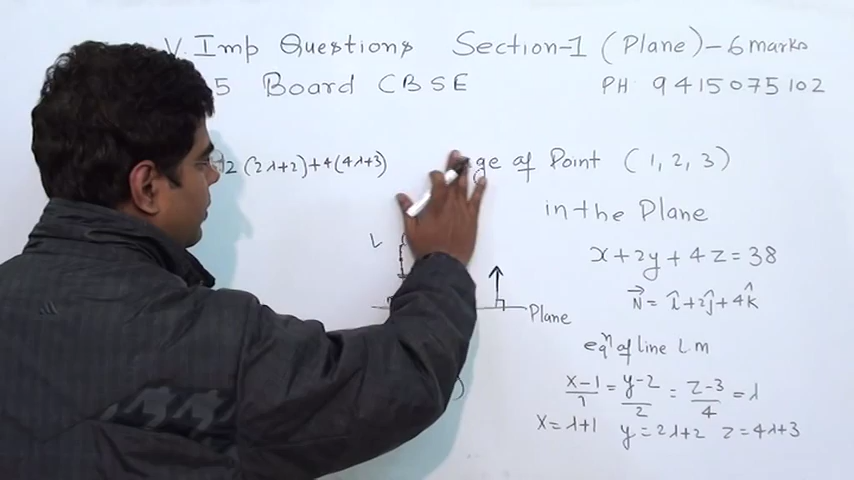 V. Imp Questions Section-1 (Plane) - 6 marks
5 Board CBSE PH 9415075102
2(2λ+2)+4(4λ+3)
age of Point (1, 2, 3)
in the Plane
L
x+2y+4z=38
N⃗ = î+2ĵ+4k̂
Plane
eqⁿ of line LM
x-1/1 = y-2/2 = z-3/4 = λ
x=λ+1 y=2λ+2 z=4λ+3